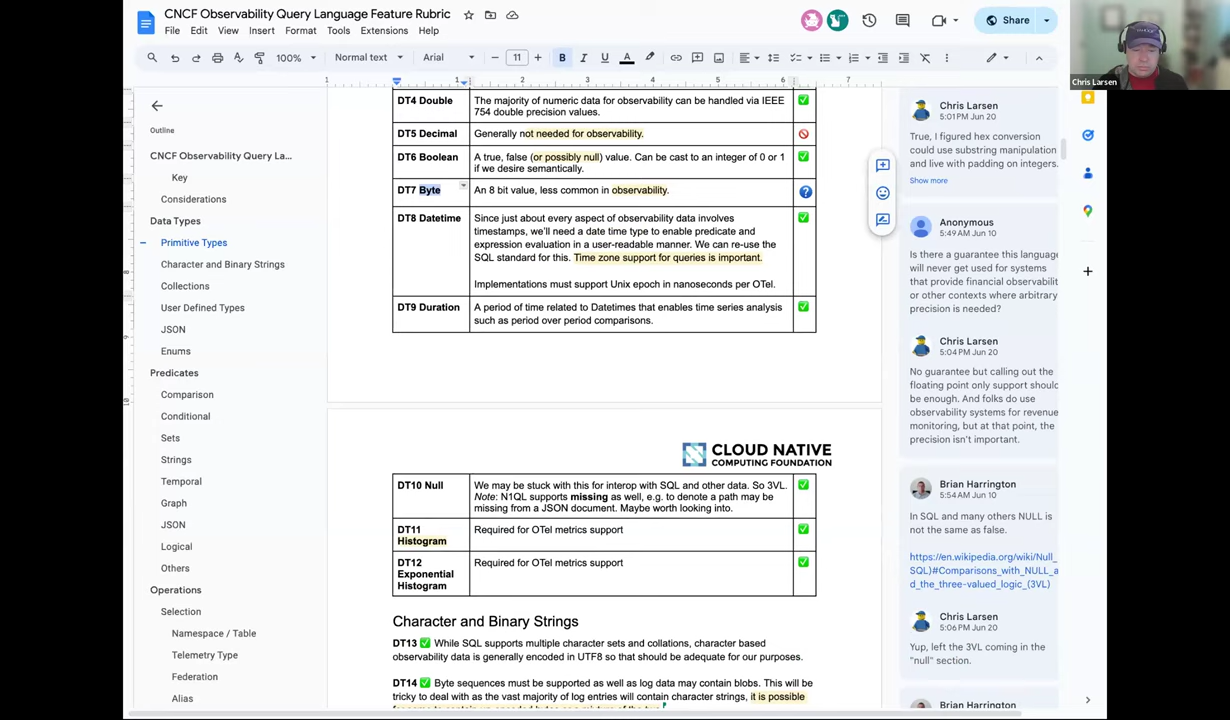 CNCF Observability Query Language Feature Rubric
File Edit View Insert Format Tools Extensions Help
Share
Chris Larsen
100% Normal text Arial 11
B I U A
1 1 2 3 4 5 6 7
Outline
CNCF Observability Query La...
Key
Considerations
Data Types
Primitive Types
Character and Binary Strings
Collections
User Defined Types
JSON
Enums
Predicates
Comparison
Conditional
Sets
Strings
Temporal
Graph
JSON
Logical
Others
Operations
Selection
Namespace / Table
Telemetry Type
Federation
Alias
DT4 Double
The majority of numeric data for observability can be handled via IEEE
754 double precision values.
DT5 Decimal
Generally not needed for observability.
DT6 Boolean
A true, false (or possibly null) value. Can be cast to an integer of 0 or 1
if we desire semantically.
DT7 Byte
An 8 bit value, less common in observability.
DT8 Datetime
Since just about every aspect of observability data involves
timestamps, we'll need a date time type to enable predicate and
expression evaluation in a user-readable manner. We can re-use the
SQL standard for this. Time zone support for queries is important.
Implementations must support Unix epoch in nanoseconds per OTel.
DT9 Duration
A period of time related to Datetimes that enables time series analysis
such as period over period comparisons.
CLOUD NATIVE
COMPUTING FOUNDATION
DT10 Null
We may be stuck with this for interop with SQL and other data. So 3VL.
Note: N1QL supports missing as well, e.g. to denote a path may be
missing from a JSON document. Maybe worth looking into.
DT11
Histogram
Required for OTel metrics support
DT12
Exponential
Histogram
Required for OTel metrics support
Character and Binary Strings
DT13 ✅ While SQL supports multiple character sets and collations, character based
observability data is generally encoded in UTF8 so that should be adequate for our purposes.
DT14 ✅ Byte sequences must be supported as well as log data may contain blobs. This will be
tricky to deal with as the vast majority of log entries will contain character strings, it is possible
Chris Larsen
5:01 PM Jun 20
True, I figured hex conversion
could use substring manipulation
and live with padding on integers.
Show more
Anonymous
5:49 AM Jun 10
Is there a guarantee this language
will never get used for systems
that provide financial observability
or other contexts where arbitrary
precision is needed?
Chris Larsen
5:04 PM Jun 20
No guarantee but calling out the
floating point only support should
be enough. And folks do use
observability systems for revenue
monitoring, but at that point, the
precision isn't important.
Brian Harrington
5:54 AM Jun 10
In SQL and many others NULL is
not the same as false.
https://en.wikipedia.org/wiki/Null_
SQL)#Comparisons_with_NULL_a
d_the_three-valued_logic_(3VL)
Chris Larsen
5:06 PM Jun 20
Yup, left the 3VL coming in the
"null" section.
Brian Harrington